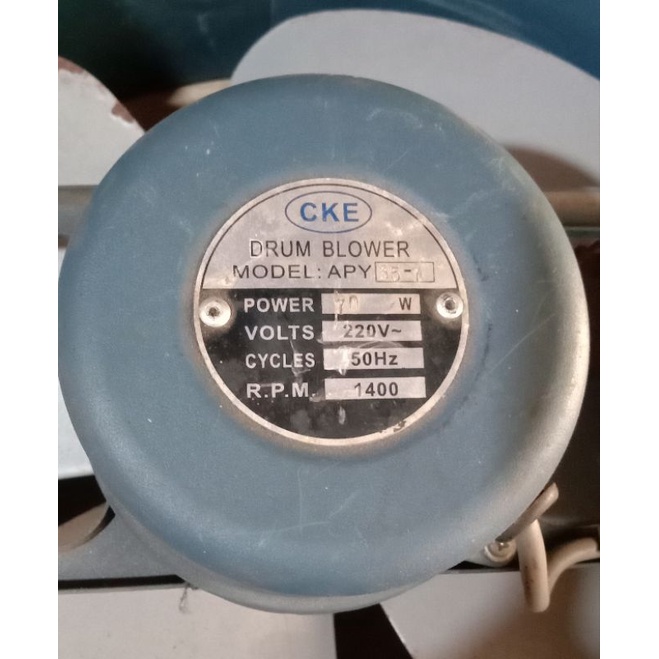 CKE
DRUM BLOWER
MODEL: APY
POWER W
VOLTS 220V~
CYCLES 50Hz
R.P.M. 1400